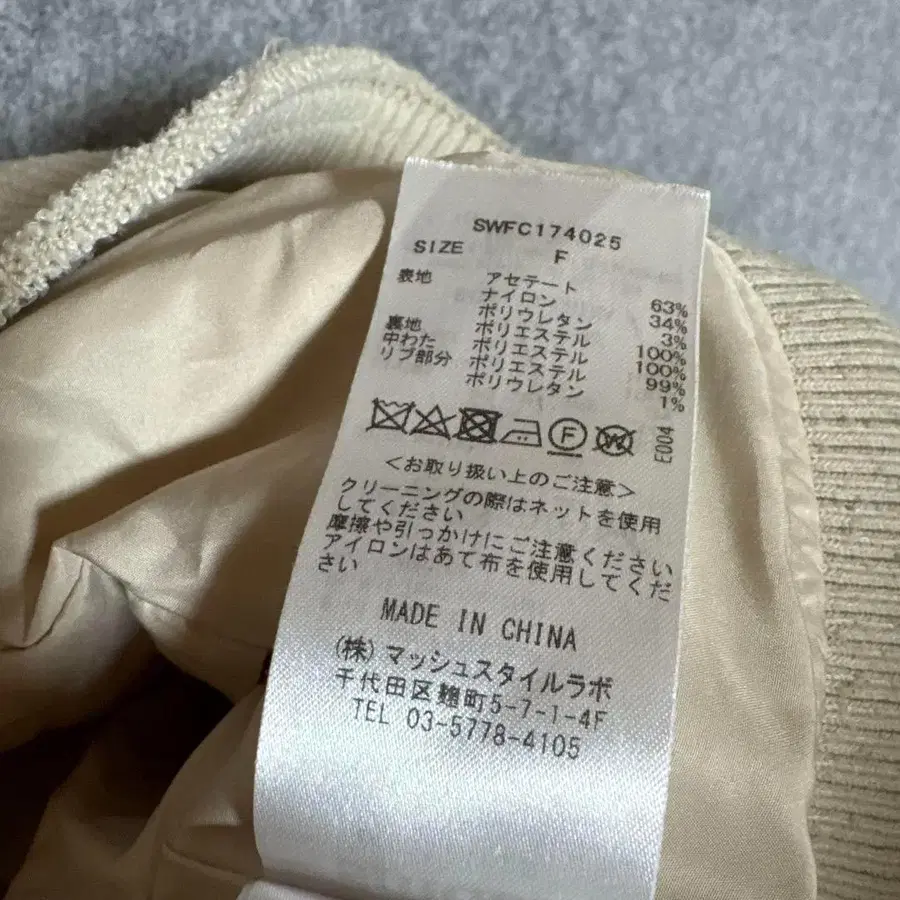 SWFC174025
SIZE F
表地 アセテート 63%
ナイロン 34%
ポリウレタン 3%
裏地 ポリエステル 100%
中わた ポリエステル 100%
リブ部分 ポリエステル 99%
ポリウレタン 1%
F W E004
<お取り扱い上のご注意>
クリーニングの際はネットを使用
してください
摩擦や引っかけにご注意ください
アイロンはあて布を使用してくだ
さい
MADE IN CHINA
(株)マッシュスタイルラボ
千代田区麹町5-7-1-4F
TEL 03-5778-4105